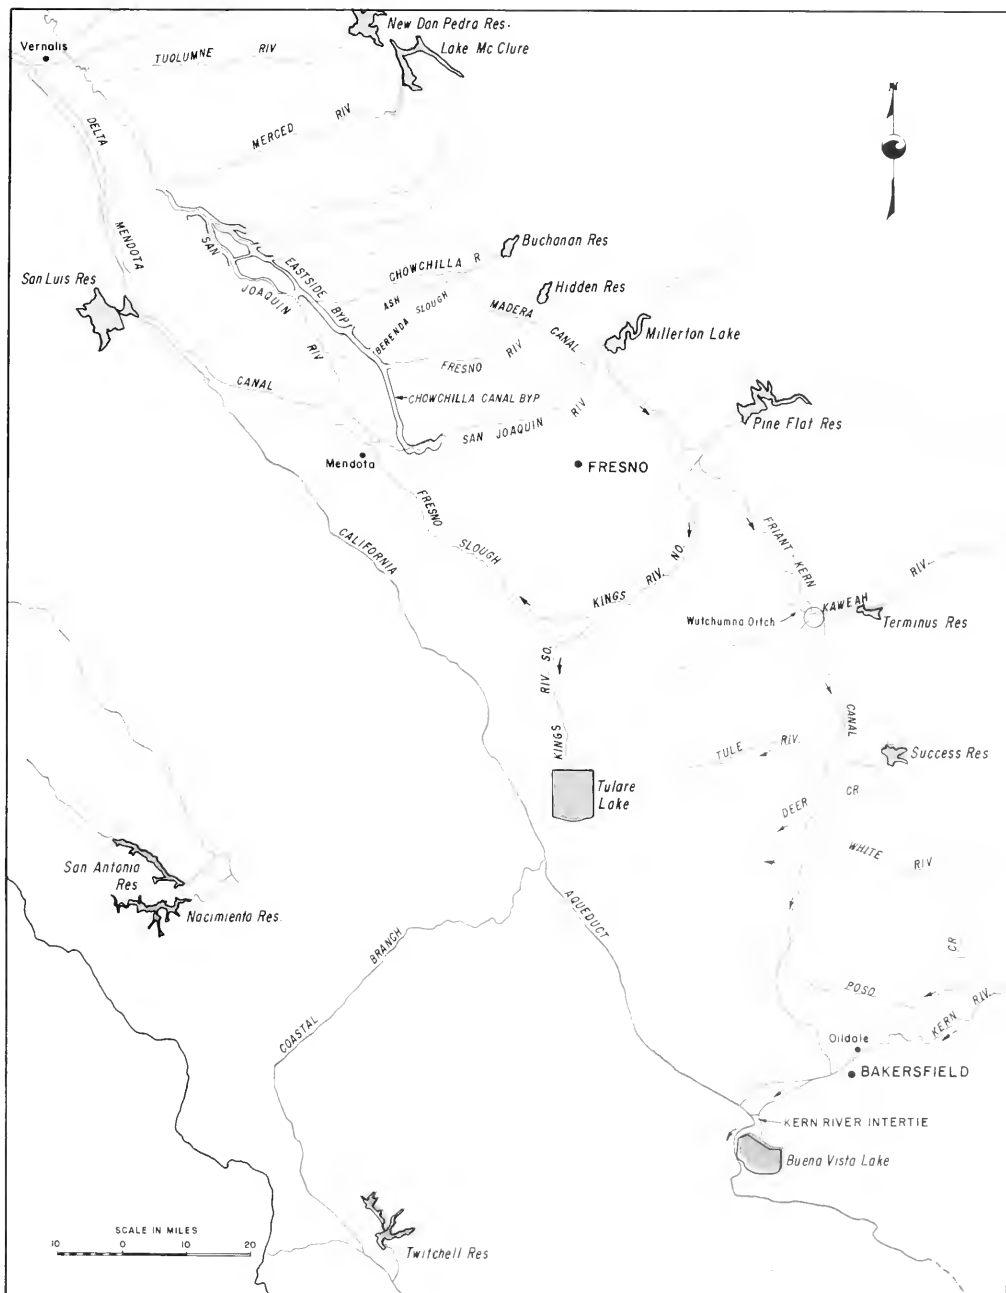 New Don Pedra Res.
Lake Mc Clure
Vernalis
TUOLUMNE RIV
N
DELTA
MERCED RIV
MENDOTA
SAN JOAQUIN RIV
EASTSIDE BYP
CHOWCHILLA R
Buchanan Res
San Luis Res
ASH
BERENDA SLOUGH
MADERA CANAL
Hidden Res
Millerton Lake
FRESNO RIV
CANAL
CHOWCHILLA CANAL BYP
SAN JOAQUIN RIV
Pine Flat Res
Mendota
FRESNO
FRESNO SLOUGH
CALIFORNIA
FRIANT - KERN
KINGS RIV NO.
RIV
KAWEAH
Wutchumna Ditch
Terminus Res
KINGS RIV SO.
CANAL
TULE RIV.
Success Res
Tulare
Lake
DEER CR
WHITE RIV
San Antonia
Res
Nacimienta Res.
AQUEDUCT
COASTAL BRANCH
CR
POSO
KERN RIV
Oildale
BAKERSFIELD
KERN RIVER INTERTIE
Buena Vista Lake
SCALE IN MILES
10 0 10 20
Twitchell Res